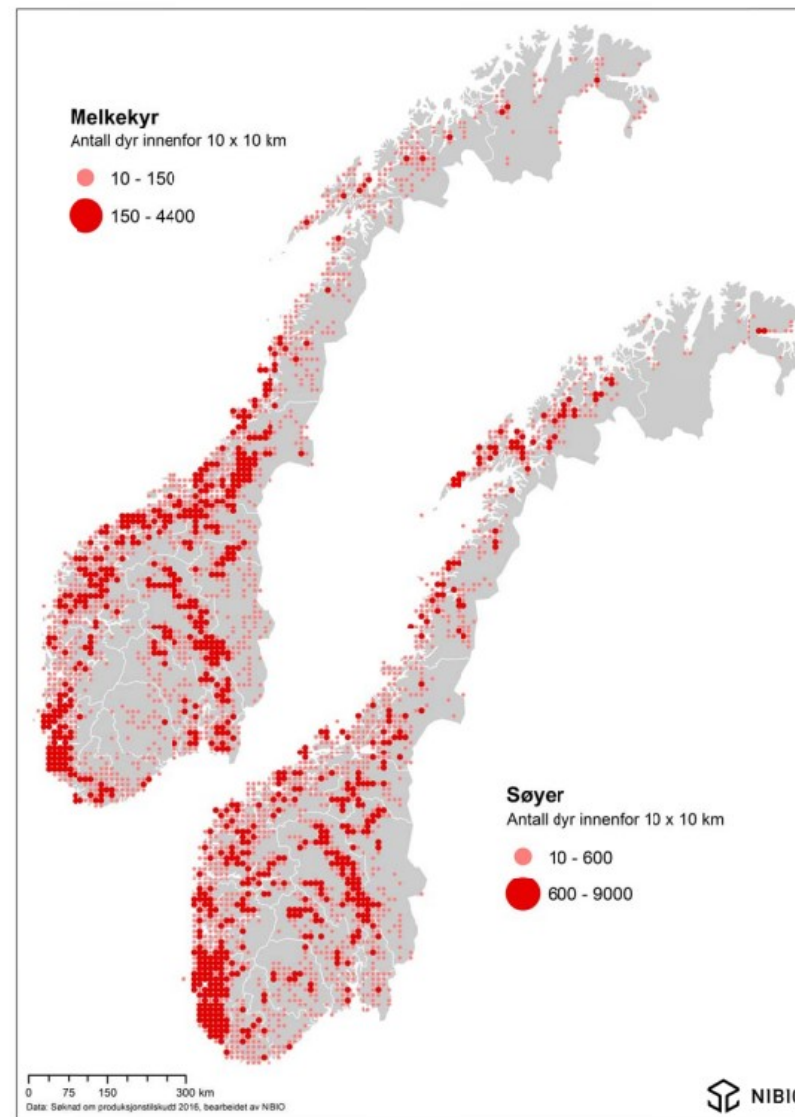 Melkekyr
Antall dyr innenfor 10 x 10 km
10 - 150
150 - 4400
Søyer
Antall dyr innenfor 10 x 10 km
10 - 600
600 - 9000
0 75 150 300 km
Data: Søknad om produksjonstilskudd 2016, bearbeidet av NIBIO
NIBIO